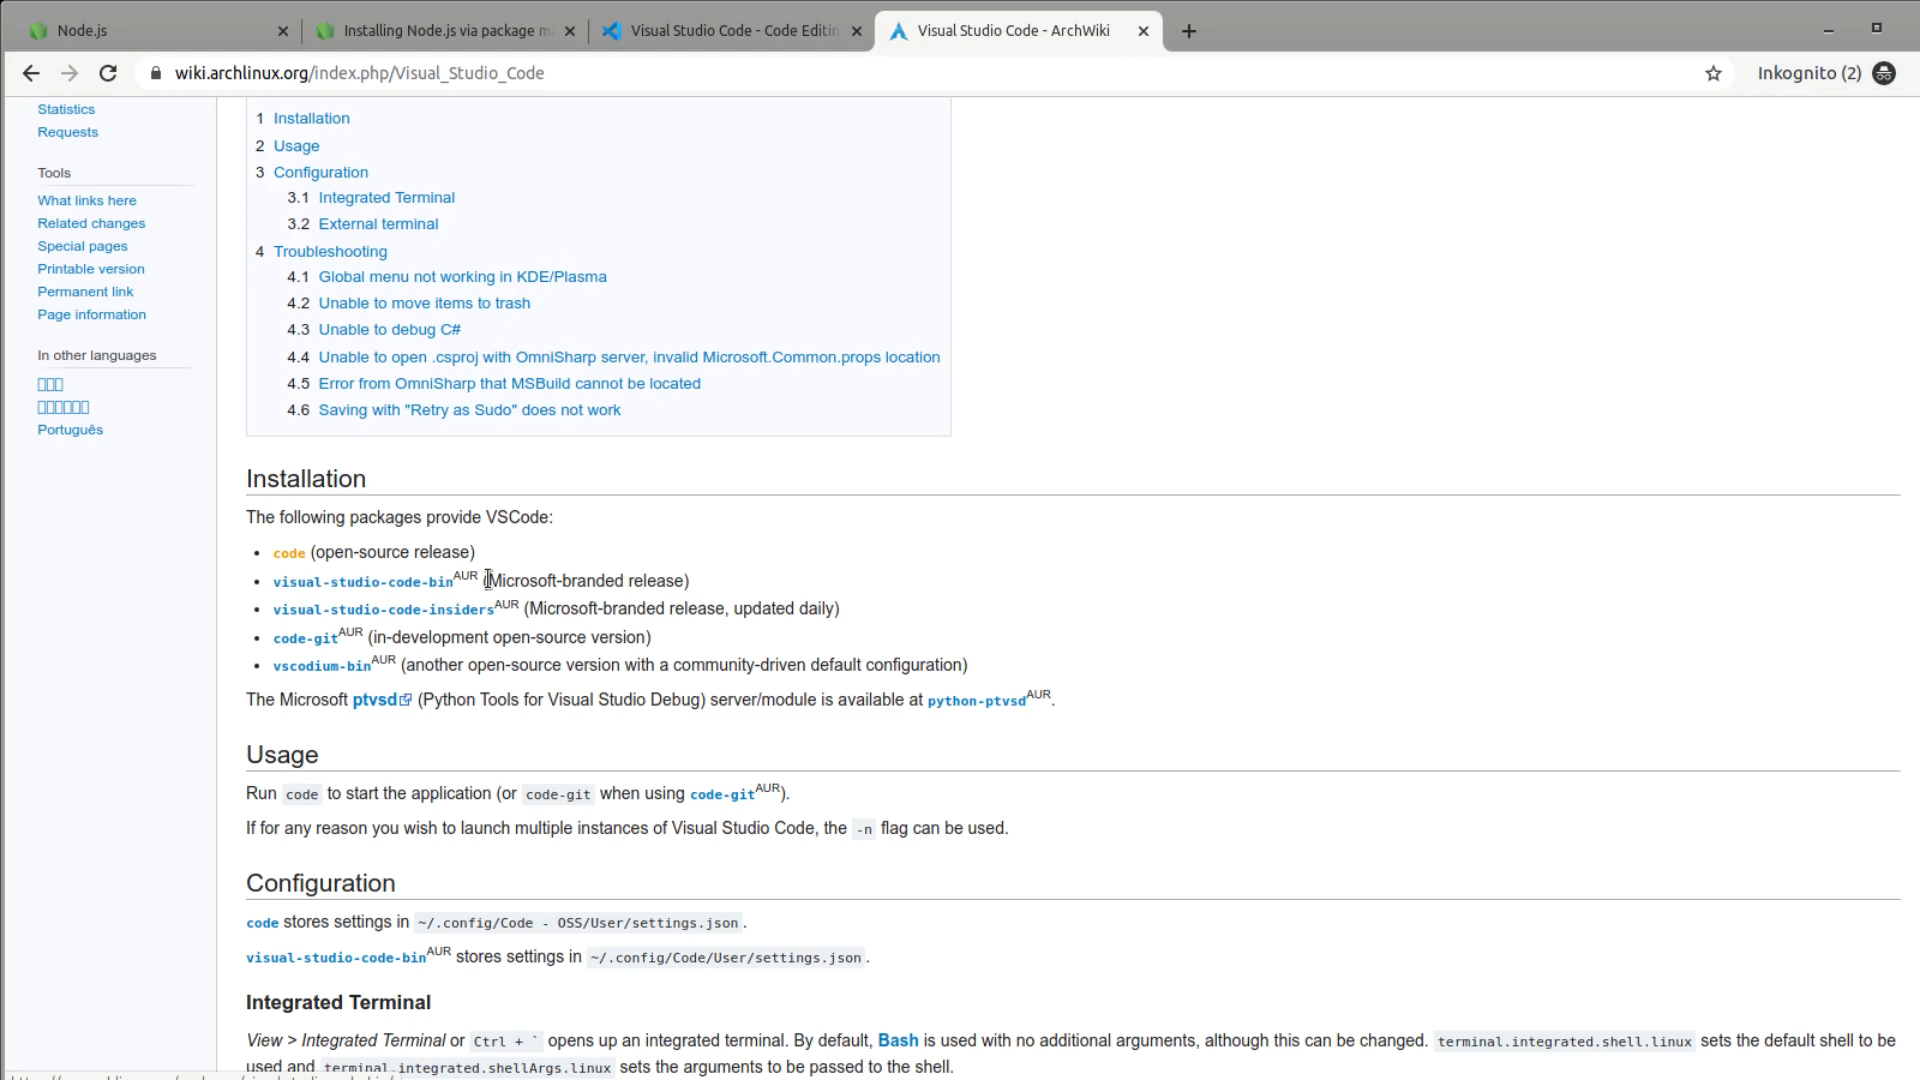 Node.js
Installing Node.js via package m
Visual Studio Code - Code Editin
Visual Studio Code - ArchWiki
wiki.archlinux.org/index.php/Visual_Studio_Code
Inkognito (2)
Statistics
Requests
Tools
What links here
Related changes
Special pages
Printable version
Permanent link
Page information
In other languages
Português
1 Installation
2 Usage
3 Configuration
3.1 Integrated Terminal
3.2 External terminal
4 Troubleshooting
4.1 Global menu not working in KDE/Plasma
4.2 Unable to move items to trash
4.3 Unable to debug C#
4.4 Unable to open .csproj with OmniSharp server, invalid Microsoft.Common.props location
4.5 Error from OmniSharp that MSBuild cannot be located
4.6 Saving with "Retry as Sudo" does not work
Installation
The following packages provide VSCode:
• code (open-source release)
• visual-studio-code-binAUR (Microsoft-branded release)
• visual-studio-code-insidersAUR (Microsoft-branded release, updated daily)
• code-gitAUR (in-development open-source version)
• vscodium-binAUR (another open-source version with a community-driven default configuration)
The Microsoft ptvsd (Python Tools for Visual Studio Debug) server/module is available at python-ptvsdAUR.
Usage
Run code to start the application (or code-git when using code-gitAUR).
If for any reason you wish to launch multiple instances of Visual Studio Code, the -n flag can be used.
Configuration
code stores settings in ~/.config/Code - OSS/User/settings.json.
visual-studio-code-binAUR stores settings in ~/.config/Code/User/settings.json.
Integrated Terminal
View > Integrated Terminal or Ctrl + ` opens up an integrated terminal. By default, Bash is used with no additional arguments, although this can be changed. terminal.integrated.shell.linux sets the default shell to be
used and terminal.integrated.shellArgs.linux sets the arguments to be passed to the shell.